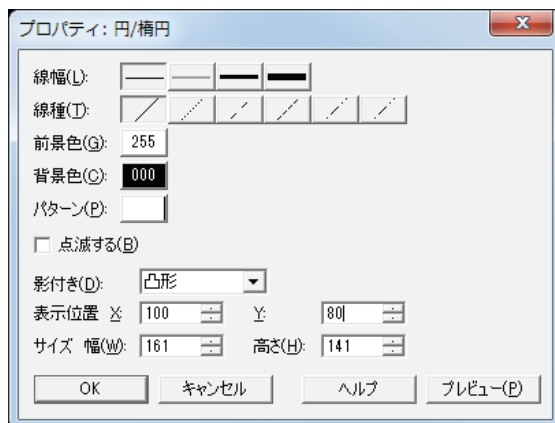 プロパティ: 円/楕円
線幅(L):
線種(T):
前景色(G): 255
背景色(C): 000
パターン(P):
点滅する(B)
影付き(D): 凸形
表示位置 X: 100 Y: 80
サイズ 幅(W): 161 高さ(H): 141
OK キャンセル ヘルプ プレビュー(P)